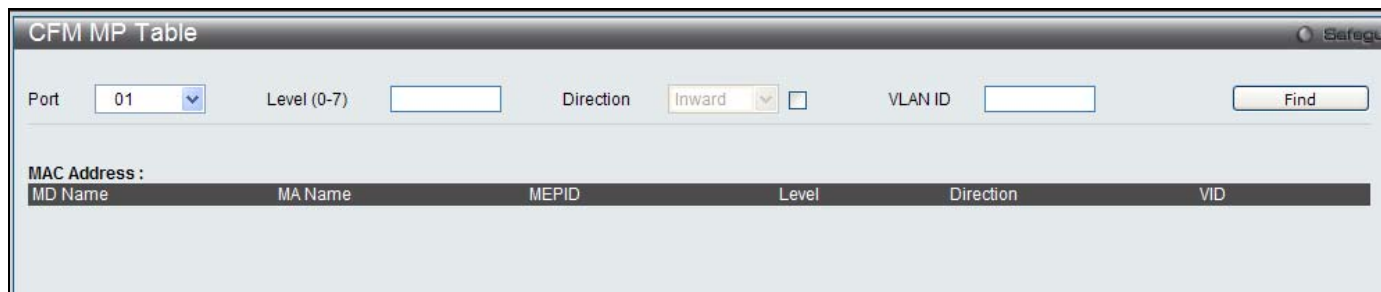 CFM MP Table
Port 01 Level (0-7) Direction Inward VLAN ID Find
MAC Address :
MD Name MA Name MEPID Level Direction VID